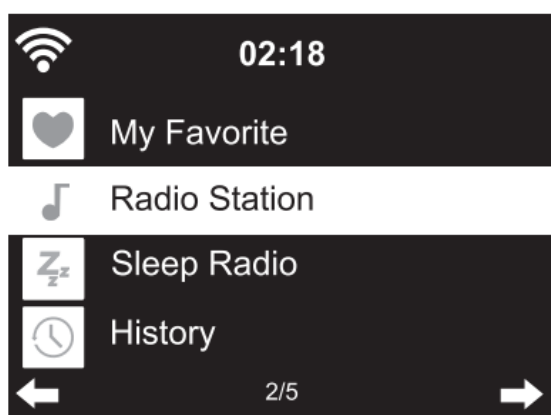 02:18
My Favorite
Radio Station
Sleep Radio
History
2/5